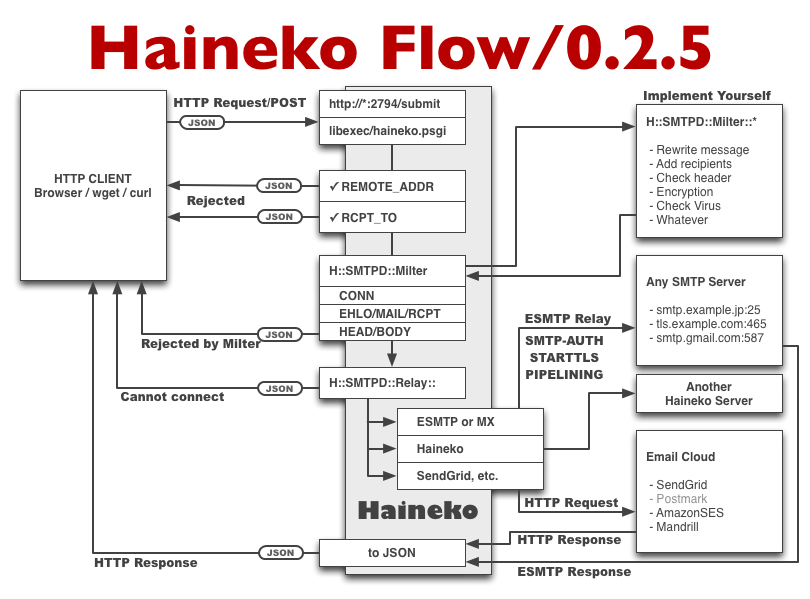 Haineko Flow/0.2.5
HTTP CLIENT
Browser / wget / curl
HTTP Request/POST
JSON
http://*:2794/submit
libexec/haineko.psgi
JSON
✓REMOTE_ADDR
Rejected
JSON
✓RCPT_TO
H::SMTPD::Milter
CONN
EHLO/MAIL/RCPT
HEAD/BODY
JSON
Rejected by Milter
H::SMTPD::Relay::
JSON
Cannot connect
ESMTP or MX
Haineko
SendGrid, etc.
Haineko
to JSON
JSON
HTTP Response
Implement Yourself
H::SMTPD::Milter::*
- Rewrite message
- Add recipients
- Check header
- Encryption
- Check Virus
- Whatever
ESMTP Relay
SMTP-AUTH
STARTTLS
PIPELINING
Any SMTP Server
- smtp.example.jp:25
- tls.example.com:465
- smtp.gmail.com:587
Another
Haineko Server
HTTP Request
Email Cloud
- SendGrid
- Postmark
- AmazonSES
- Mandrill
HTTP Response
ESMTP Response